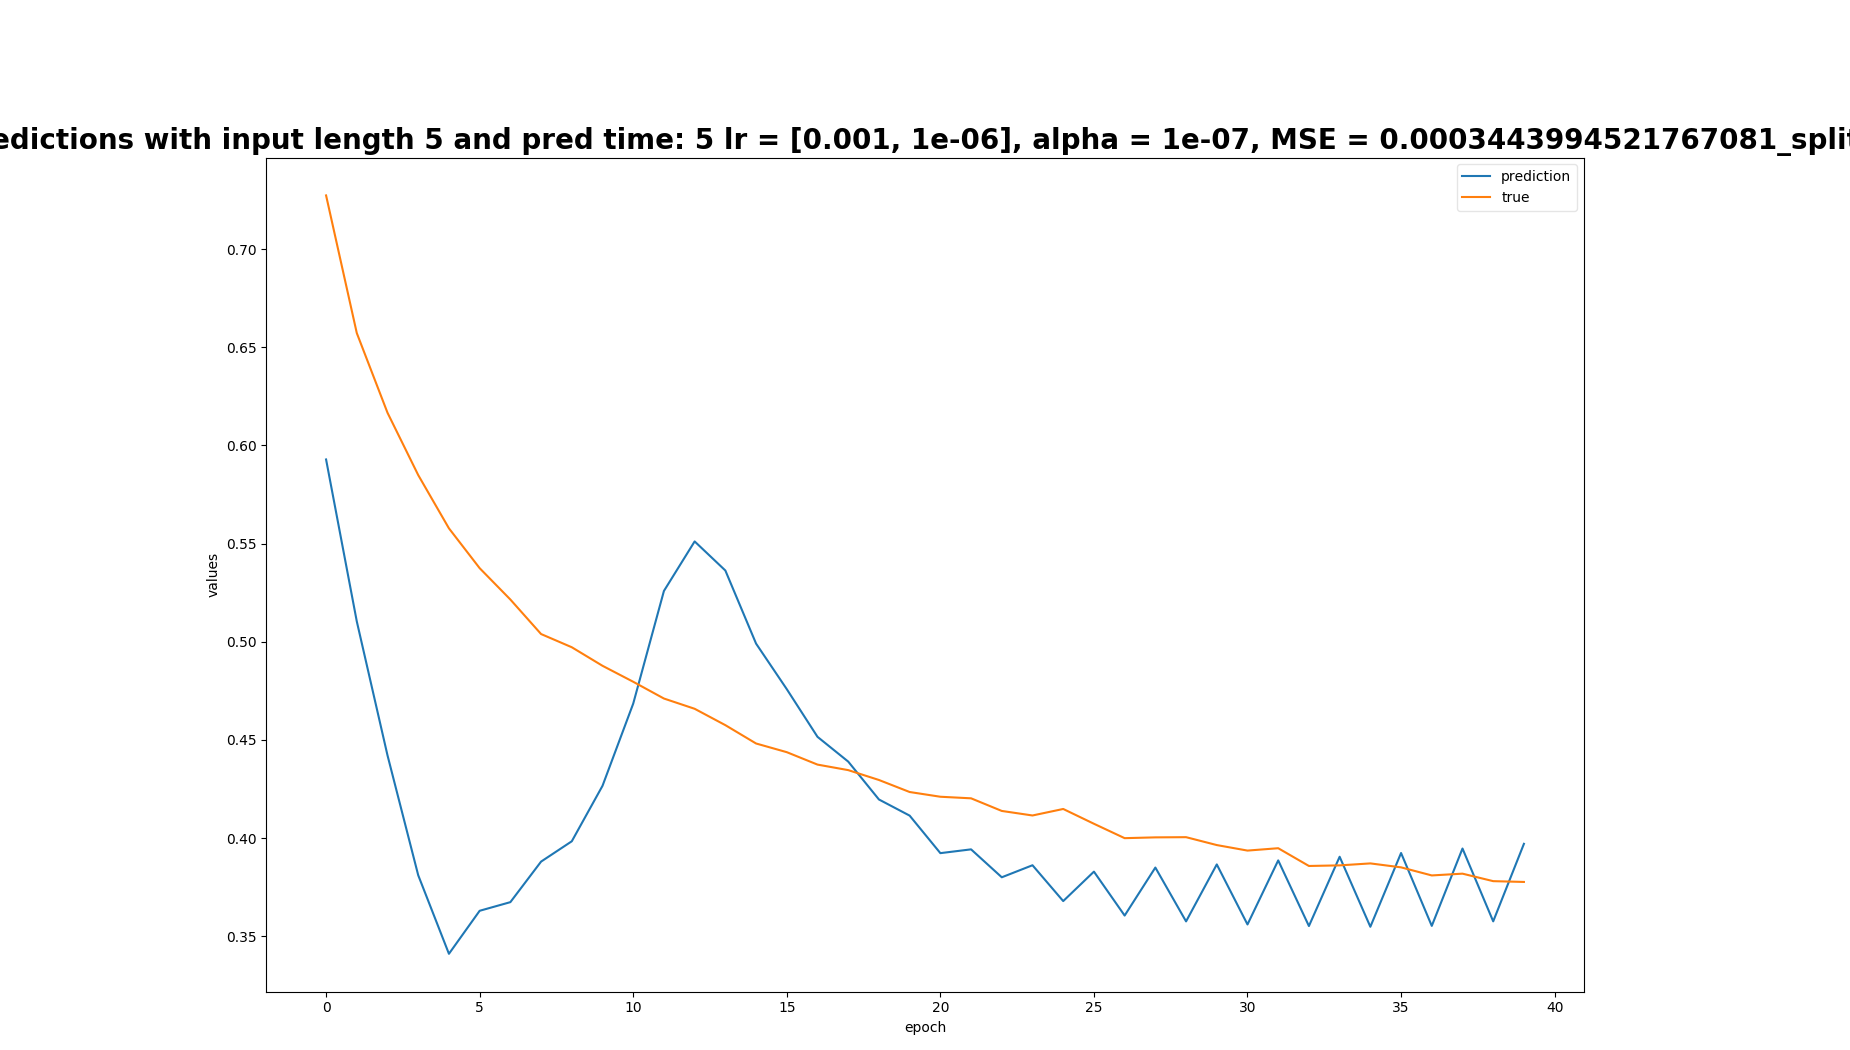 edictions with input length 5 and pred time: 5 lr = [0.001, 1e-06], alpha = 1e-07, MSE = 0.0003443994521767081_split
prediction
true
0.70
0.65
0.60
0.55
0.50
0.45
0.40
0.35
values
0 5 10 15 20 25 30 35 40
epoch